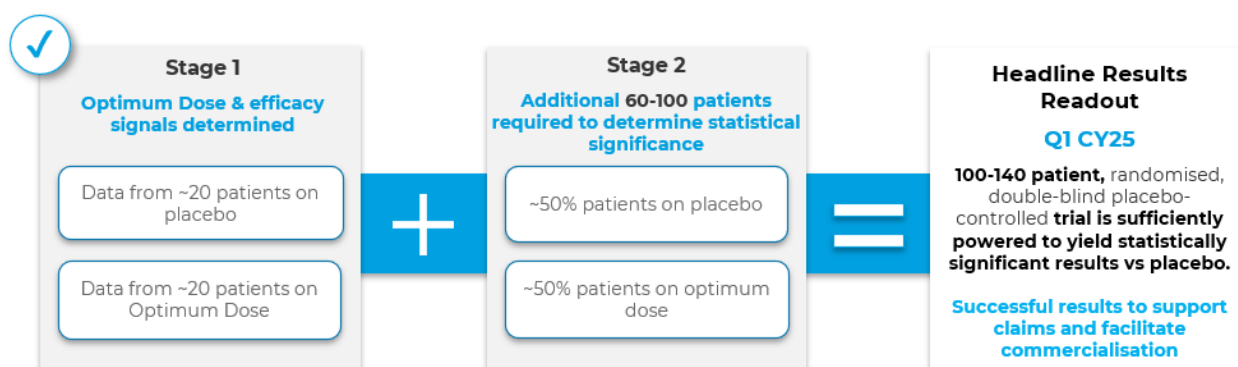 Stage 1
Optimum Dose & efficacy
signals determined
Data from ~20 patients on
placebo
Data from ~20 patients on
Optimum Dose
+
Stage 2
Additional 60-100 patients
required to determine statistical
significance
~50% patients on placebo
~50% patients on optimum
dose
=
Headline Results
Readout
Q1 CY25
100-140 patient, randomised,
double-blind placebo-
controlled trial is sufficiently
powered to yield statistically
significant results vs placebo.
Successful results to support
claims and facilitate
commercialisation